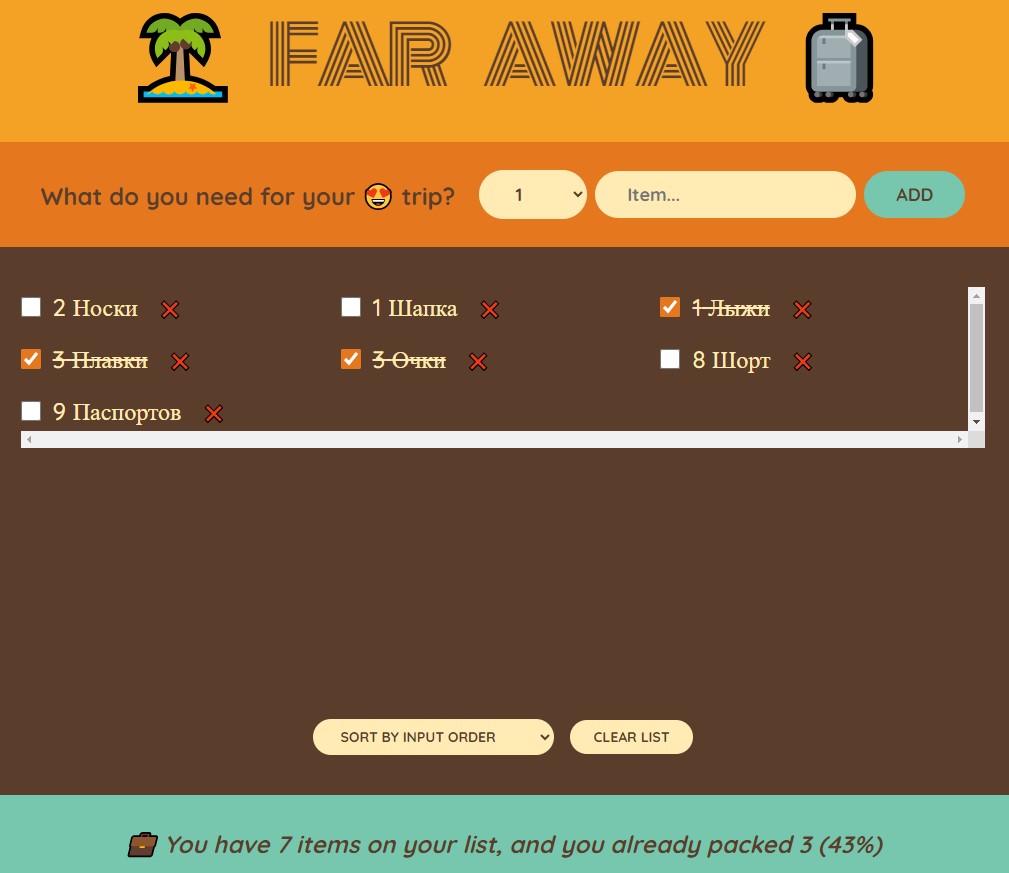 FAR AWAY
What do you need for your 😍 trip? 1 Item... ADD
2 Носки ❌ 1 Шапка ❌ 1 Лыжи ❌
3 Плавки ❌ 3 Очки ❌ 8 Шорт ❌
9 Паспортов ❌
SORT BY INPUT ORDER CLEAR LIST
💼 You have 7 items on your list, and you already packed 3 (43%)